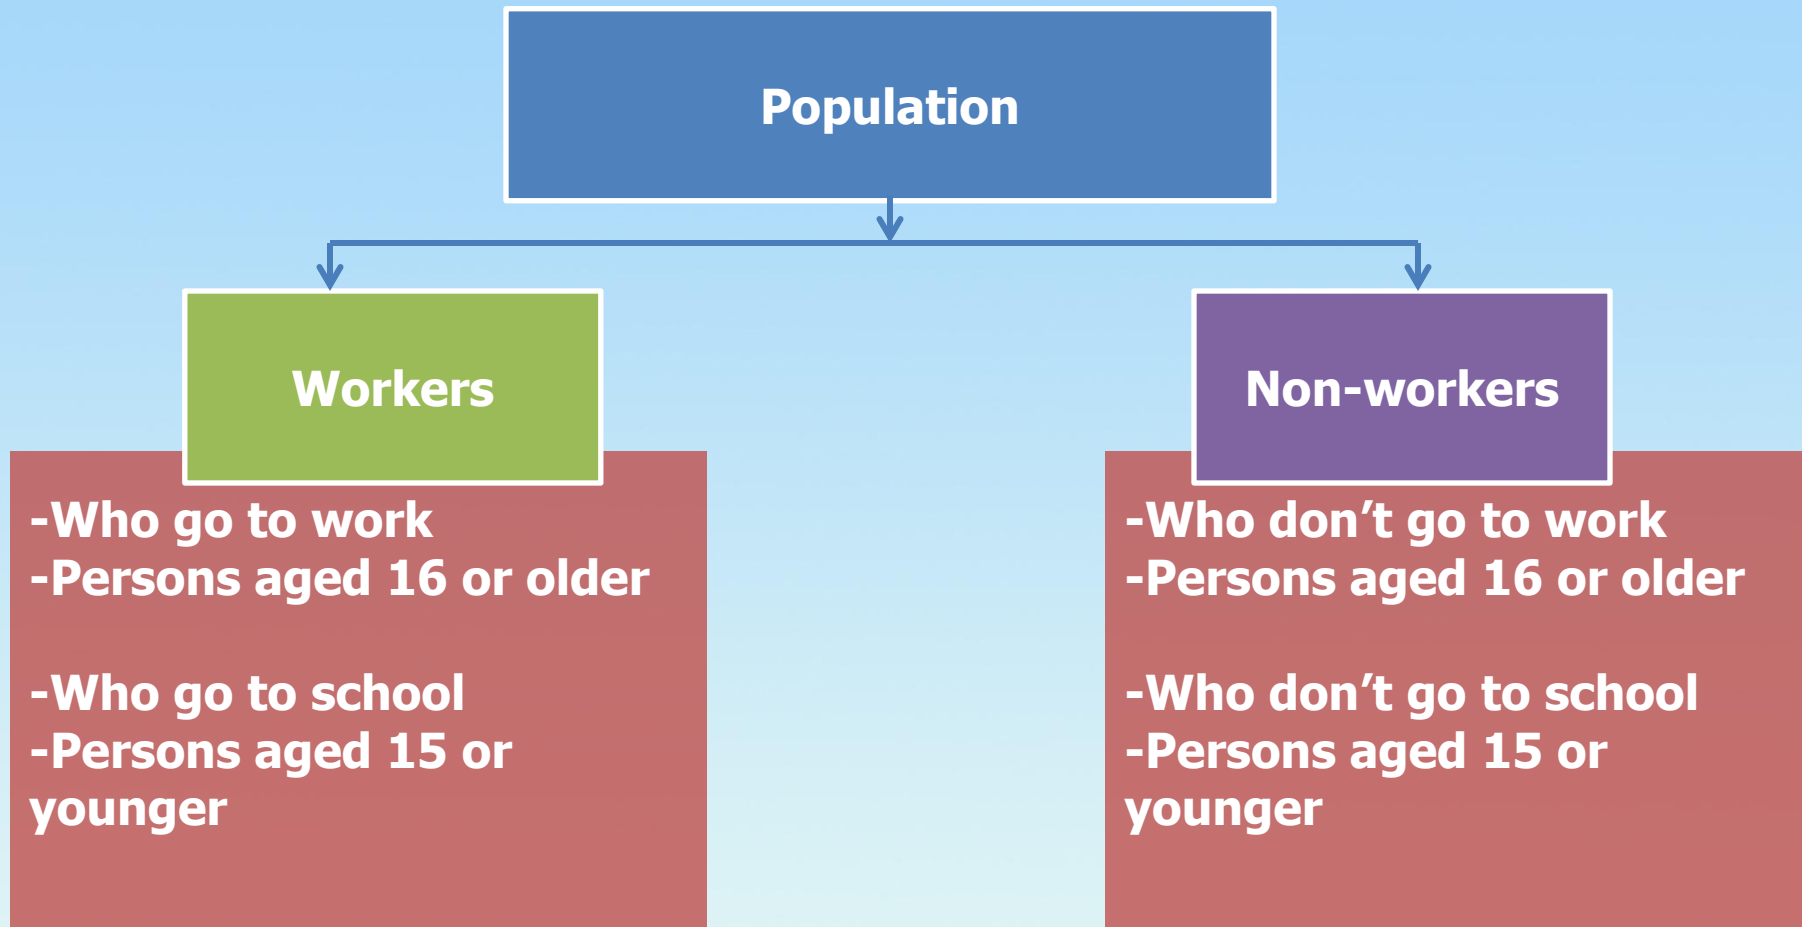 Population
Workers
Non-workers
-Who go to work
-Persons aged 16 or older
-Who go to school
-Persons aged 15 or
younger
-Who don’t go to work
-Persons aged 16 or older
-Who don’t go to school
-Persons aged 15 or
younger